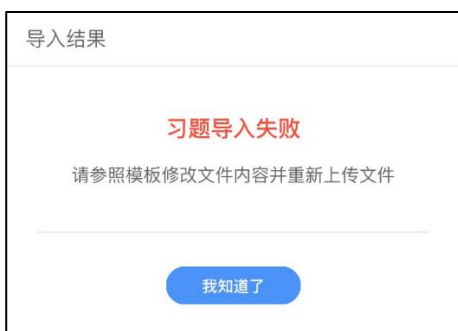 导入结果
习题导入失败
请参照模板修改文件内容并重新上传文件
我知道了